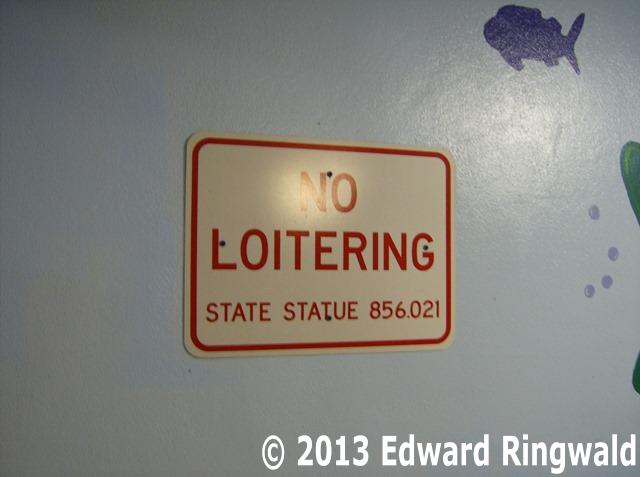 NO
LOITERING
STATE STATUE 856.021
© 2013 Edward Ringwald